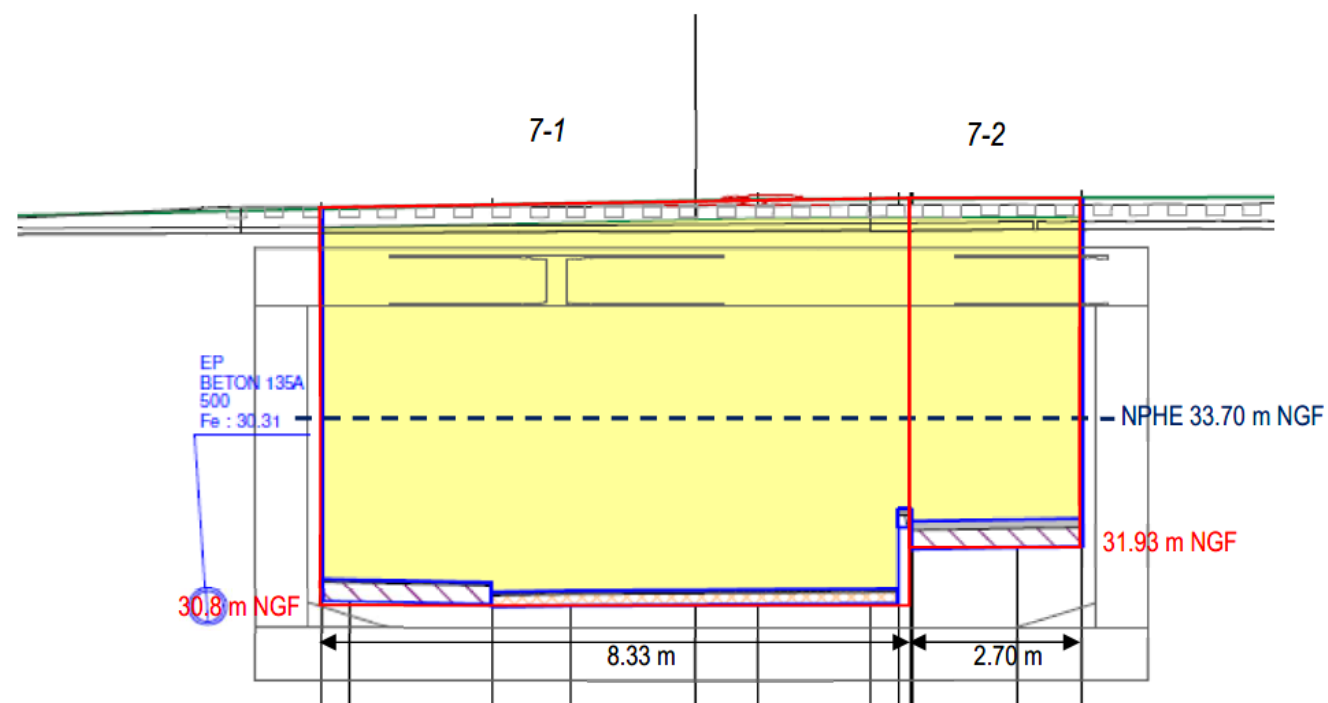 7-1
7-2
EP
BETON 135A
500
Fe : 30.31
NPHE 33.70 m NGF
31.93 m NGF
30.8 m NGF
8.33 m
2.70 m